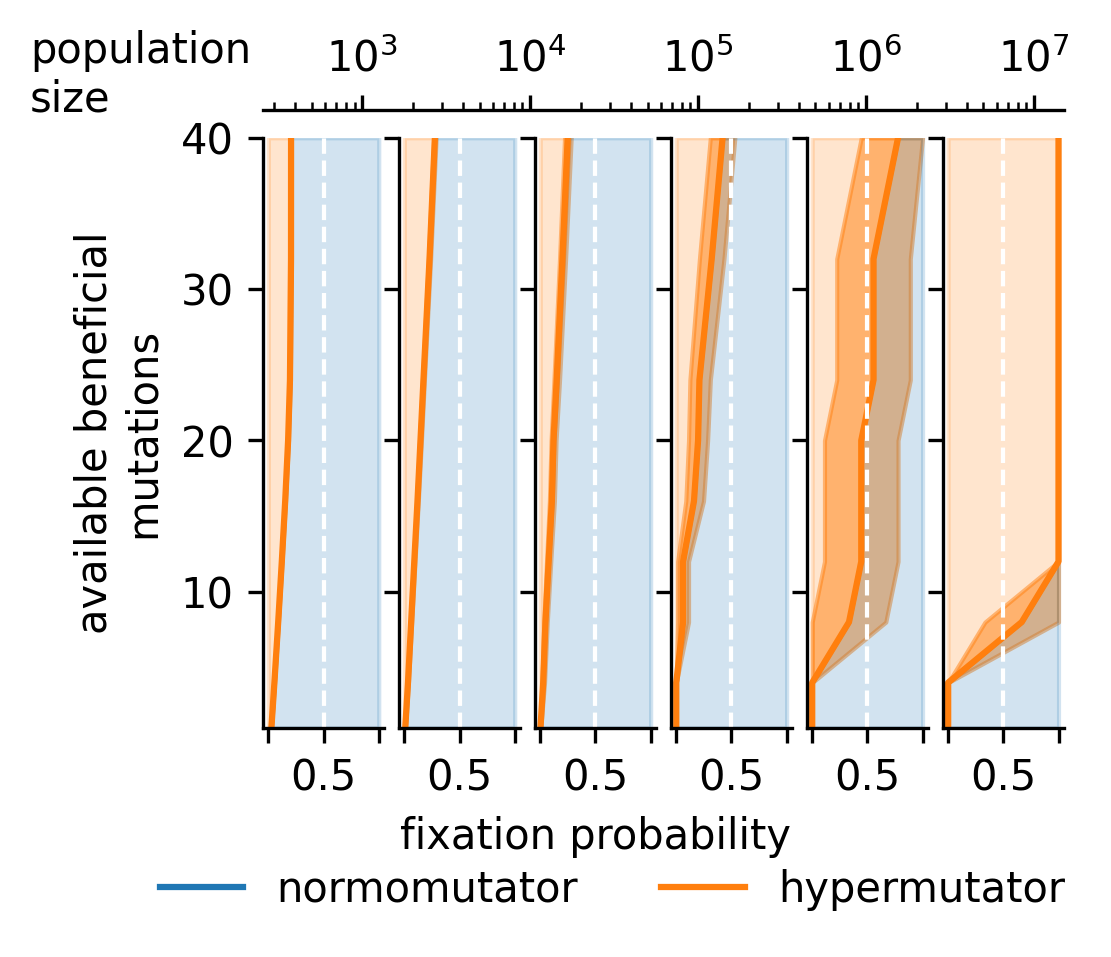 population
size
10³ 10⁴ 10⁵ 10⁶ 10⁷
40
30
20
10
available beneficial
mutations
0.5 0.5 0.5 0.5 0.5 0.5
fixation probability
normomutator hypermutator